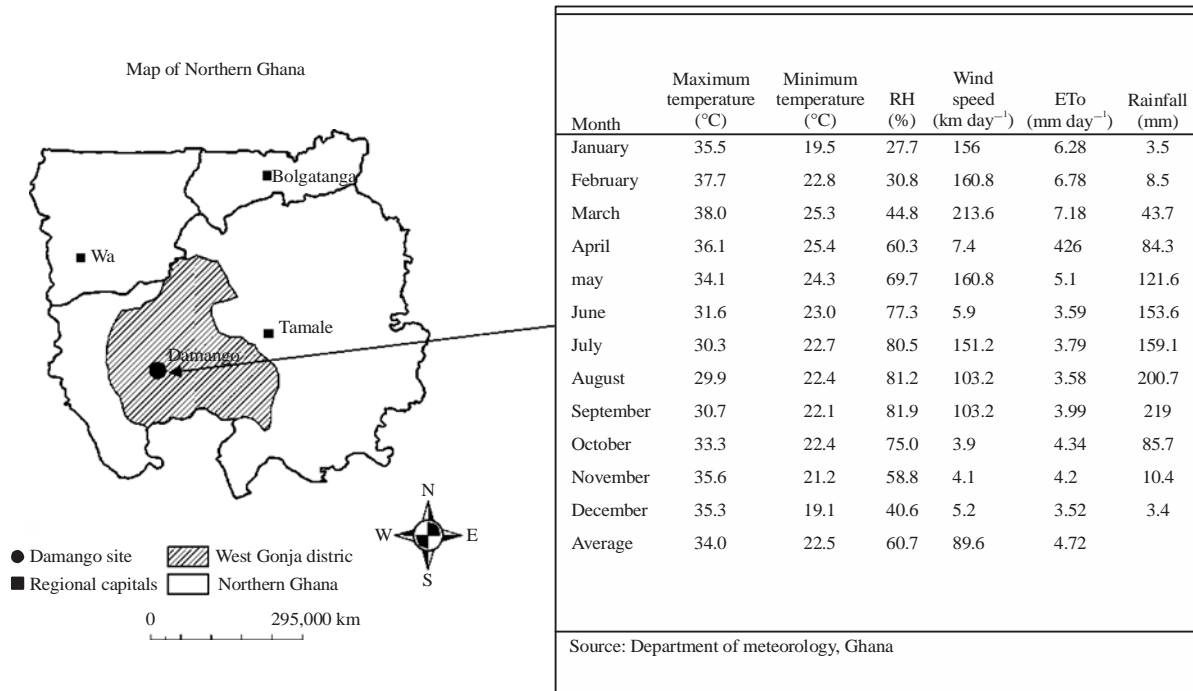 Map of Northern Ghana
Bolgatanga
Wa
Tamale
Damango
N
W E
S
Damango site West Gonja distric
Regional capitals Northern Ghana
0 295,000 km
Month Maximum temperature (°C) Minimum temperature (°C) RH (%) Wind speed (km day⁻¹) ETo (mm day⁻¹) Rainfall (mm)
January 35.5 19.5 27.7 156 6.28 3.5
February 37.7 22.8 30.8 160.8 6.78 8.5
March 38.0 25.3 44.8 213.6 7.18 43.7
April 36.1 25.4 60.3 7.4 426 84.3
may 34.1 24.3 69.7 160.8 5.1 121.6
June 31.6 23.0 77.3 5.9 3.59 153.6
July 30.3 22.7 80.5 151.2 3.79 159.1
August 29.9 22.4 81.2 103.2 3.58 200.7
September 30.7 22.1 81.9 103.2 3.99 219
October 33.3 22.4 75.0 3.9 4.34 85.7
November 35.6 21.2 58.8 4.1 4.2 10.4
December 35.3 19.1 40.6 5.2 3.52 3.4
Average 34.0 22.5 60.7 89.6 4.72
Source: Department of meteorology, Ghana